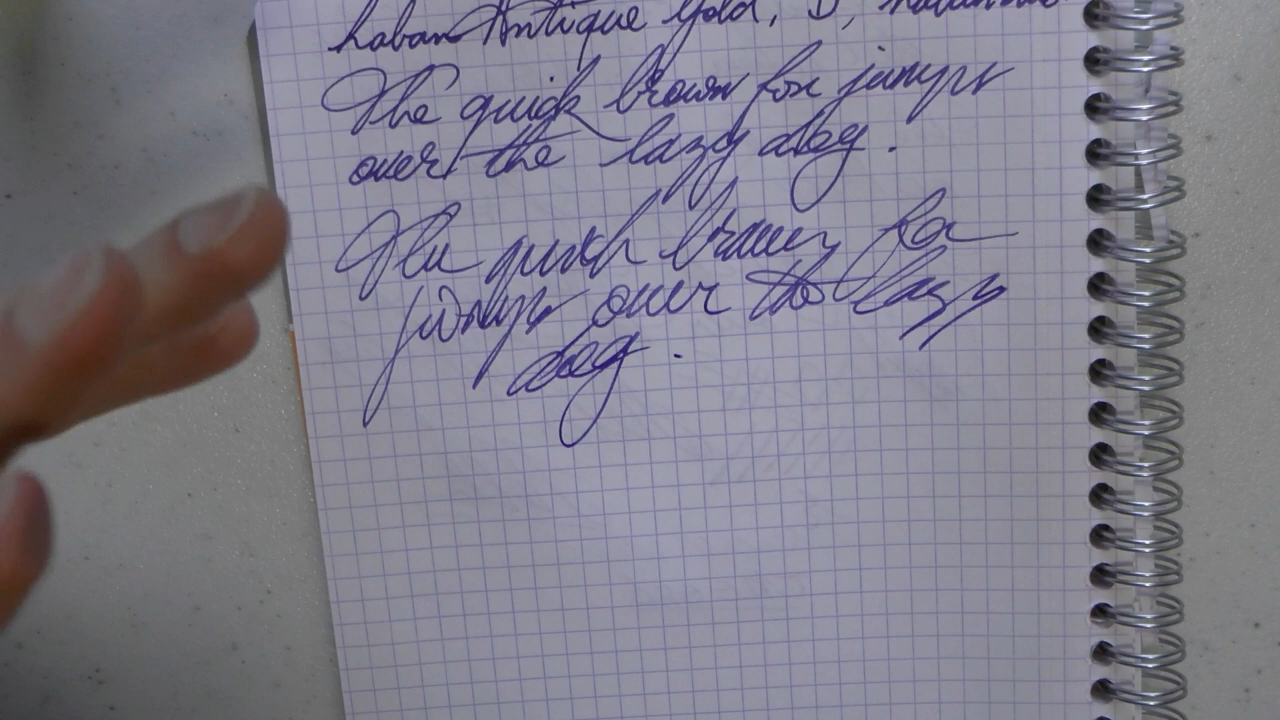 Laban Antique Gold, B,
The quick brown fox jumps
over the lazy dog.
The quick brown fox
jumps over the lazy
dog.